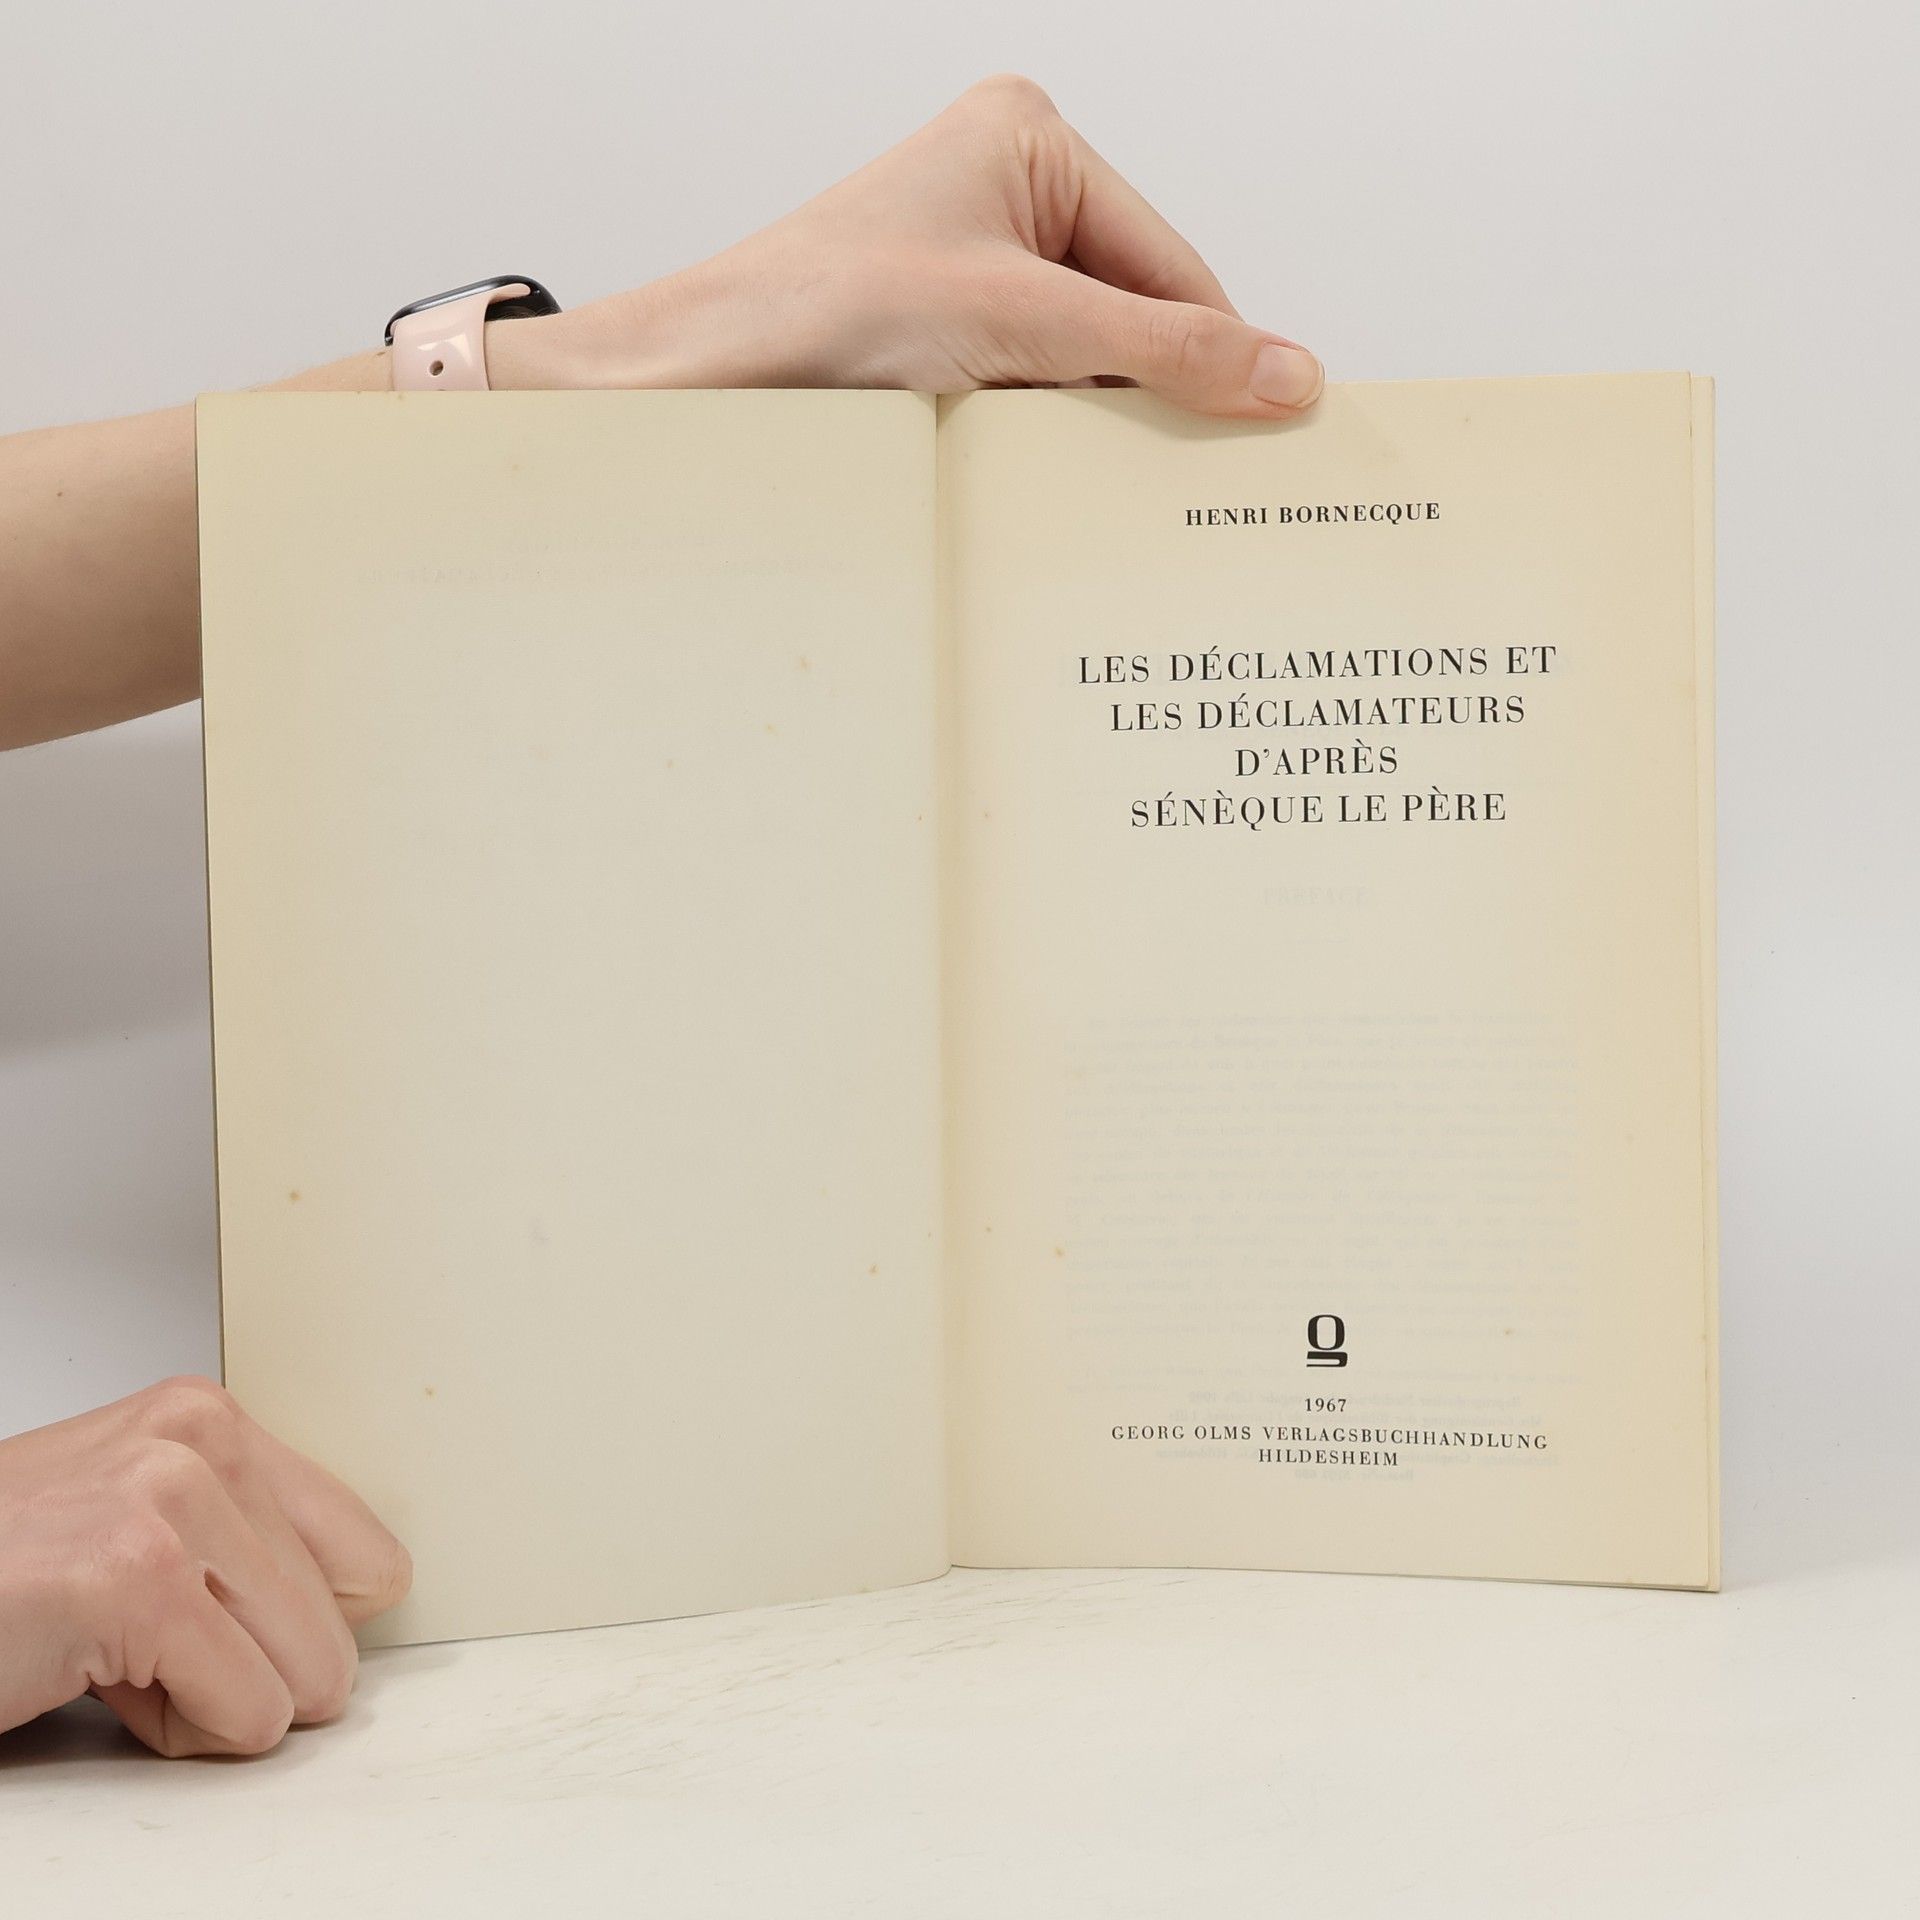 HENRI BORNECQUE
LES DÉCLAMATIONS ET
LES DÉCLAMATEURS
D'APRÈS
SÉNÈQUE LE PÈRE
1967
GEORG OLMS VERLAGSBUCHHANDLUNG
HILDESHEIM